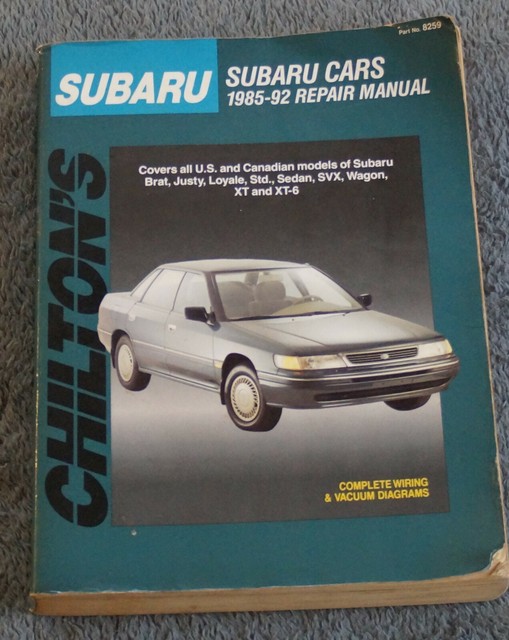 Part No. 8259
SUBARU
SUBARU CARS
1985-92 REPAIR MANUAL
CHILTON'S
Covers all U.S. and Canadian models of Subaru
Brat, Justy, Loyale, Std., Sedan, SVX, Wagon,
XT and XT-6
COMPLETE WIRING
& VACUUM DIAGRAMS